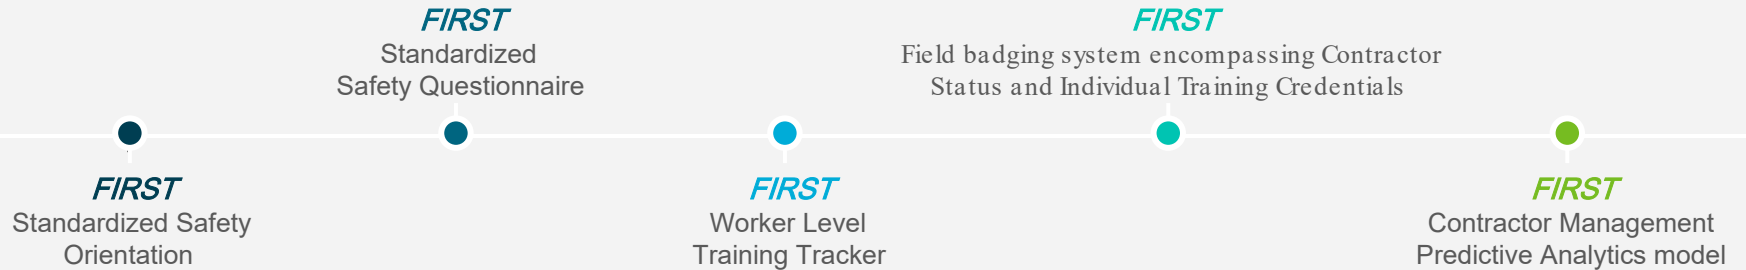 FIRST
Standardized
Safety Questionnaire
FIRST
Field badging system encompassing Contractor
Status and Individual Training Credentials
FIRST
Standardized Safety
Orientation
FIRST
Worker Level
Training Tracker
FIRST
Contractor Management
Predictive Analytics model